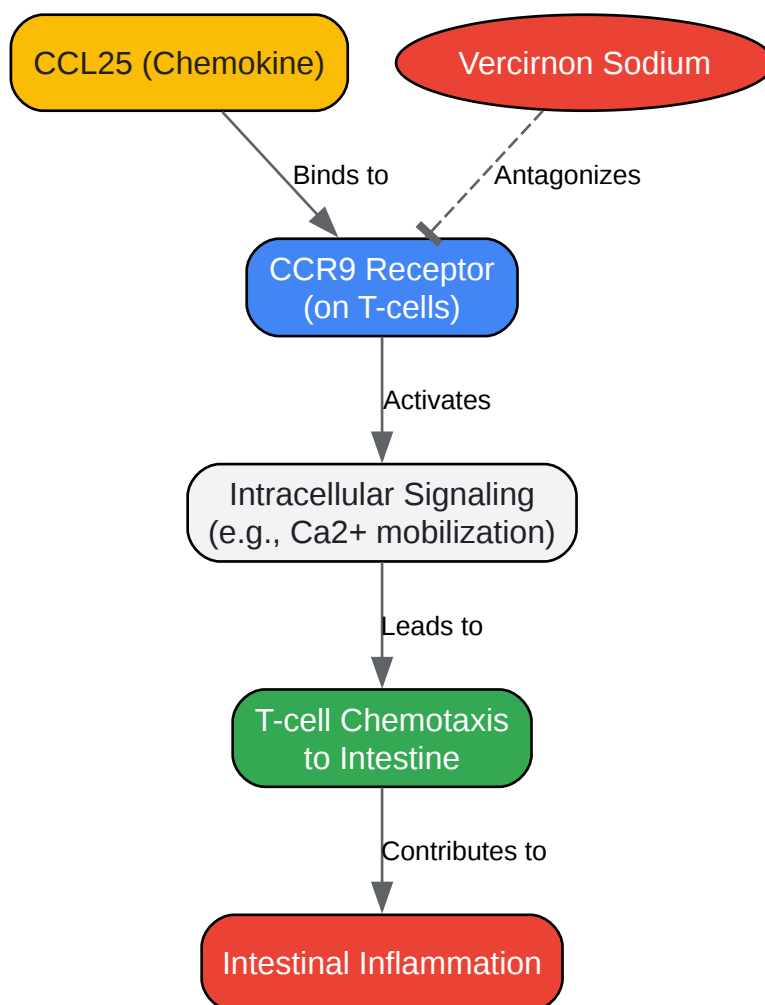 CCL25 (Chemokine)
Vercirnon Sodium
Binds to
Antagonizes
CCR9 Receptor
(on T-cells)
Activates
Intracellular Signaling
(e.g., Ca2+ mobilization)
Leads to
T-cell Chemotaxis
to Intestine
Contributes to
Intestinal Inflammation